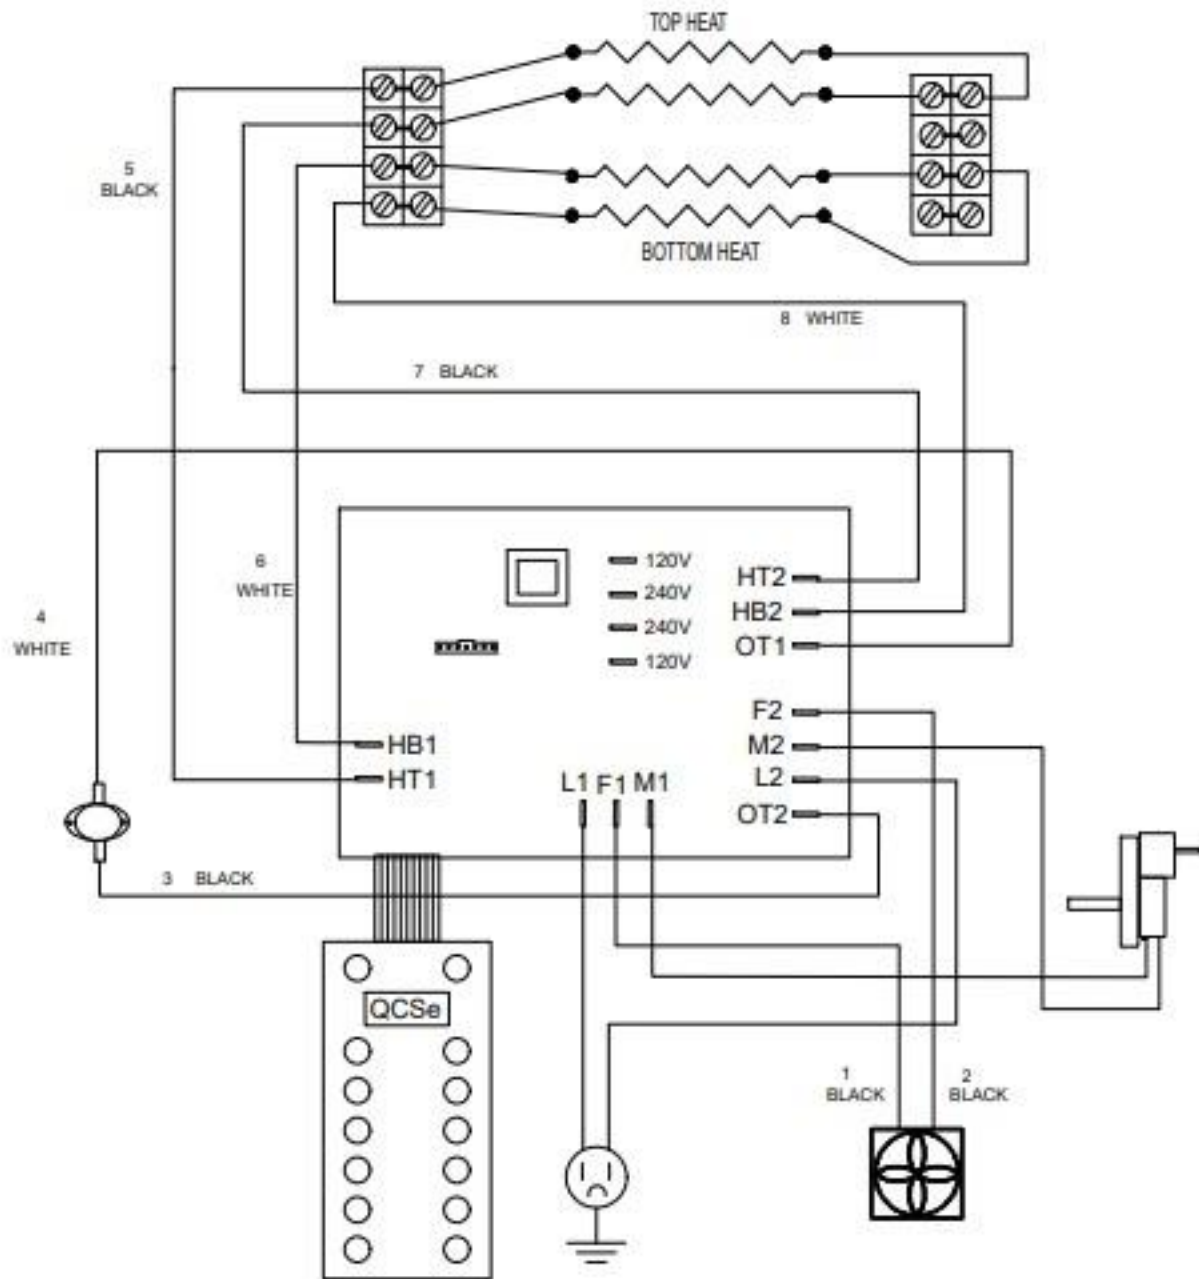 TOP HEAT
5
BLACK
BOTTOM HEAT
8 WHITE
7 BLACK
6
WHITE
4
WHITE
120V
240V
240V
120V
HT2
HB2
OT1
F2
M2
L2
OT2
HB1
HT1
L1 F1 M1
3 BLACK
QCSe
1
BLACK
2
BLACK